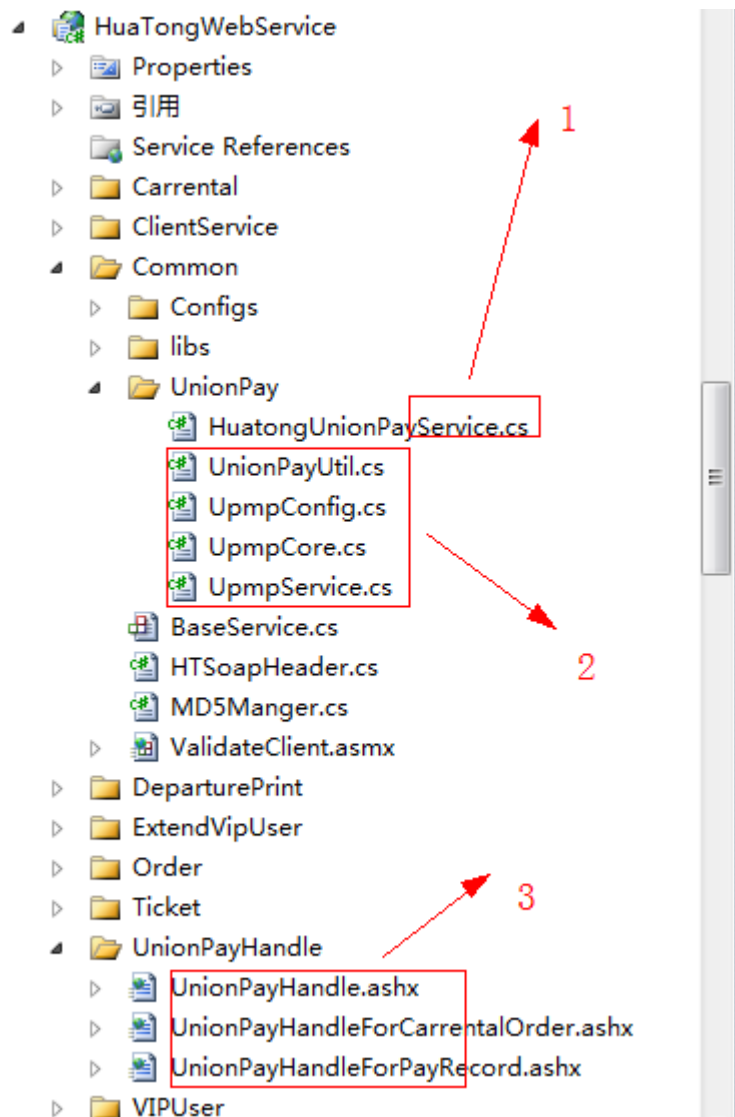 HuaTongWebService
Properties
引用
1
Service References
Carrental
ClientService
Common
Configs
libs
UnionPay
HuatongUnionPayService.cs
UnionPayUtil.cs
UpmpConfig.cs
UpmpCore.cs
UpmpService.cs
BaseService.cs
HTSoapHeader.cs
2
MD5Manger.cs
ValidateClient.asmx
DeparturePrint
ExtendVipUser
Order
Ticket
3
UnionPayHandle
UnionPayHandle.ashx
UnionPayHandleForCarrentalOrder.ashx
UnionPayHandleForPayRecord.ashx
VIPUser